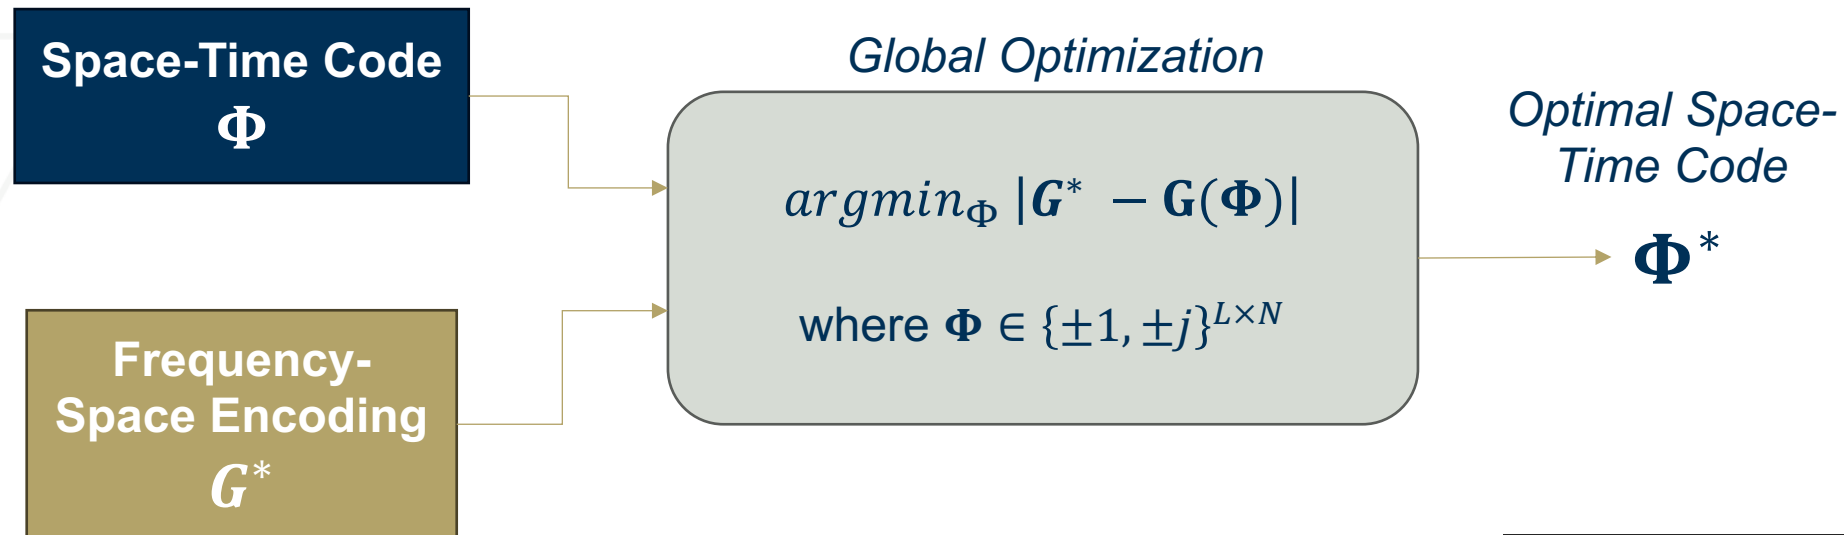 Space-Time Code
𝚽
Frequency-
Space Encoding
𝑮*
Global Optimization
argmin_Φ |𝑮* − 𝐆(𝚽)|
where 𝚽 ∈ {±1, ±j}^{L×N}
Optimal Space-
Time Code
𝚽*